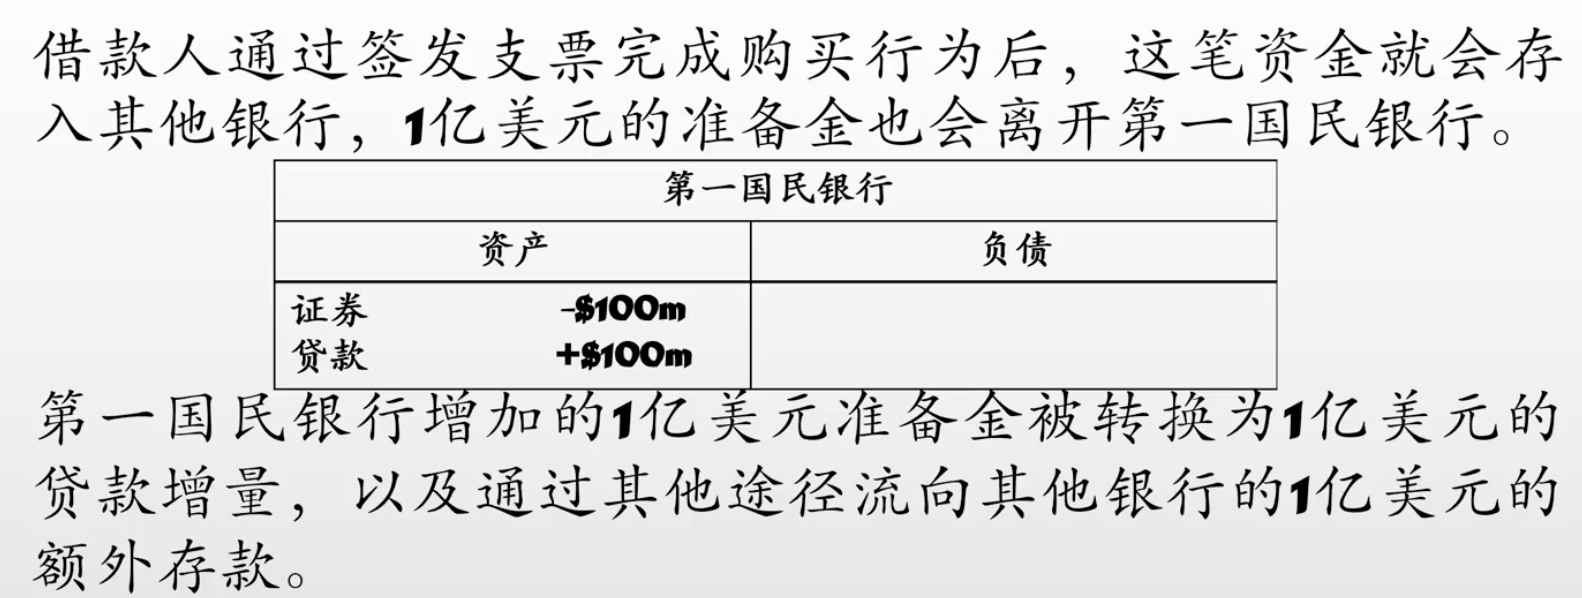 借款人通过签发支票完成购买行为后，这笔资金就会存
入其他银行，1亿美元的准备金也会离开第一国民银行。
第一国民银行
资产 负债
证券 -$100m
贷款 +$100m
第一国民银行增加的1亿美元准备金被转换为1亿美元的
贷款增量，以及通过其他途径流向其他银行的1亿美元的
额外存款。